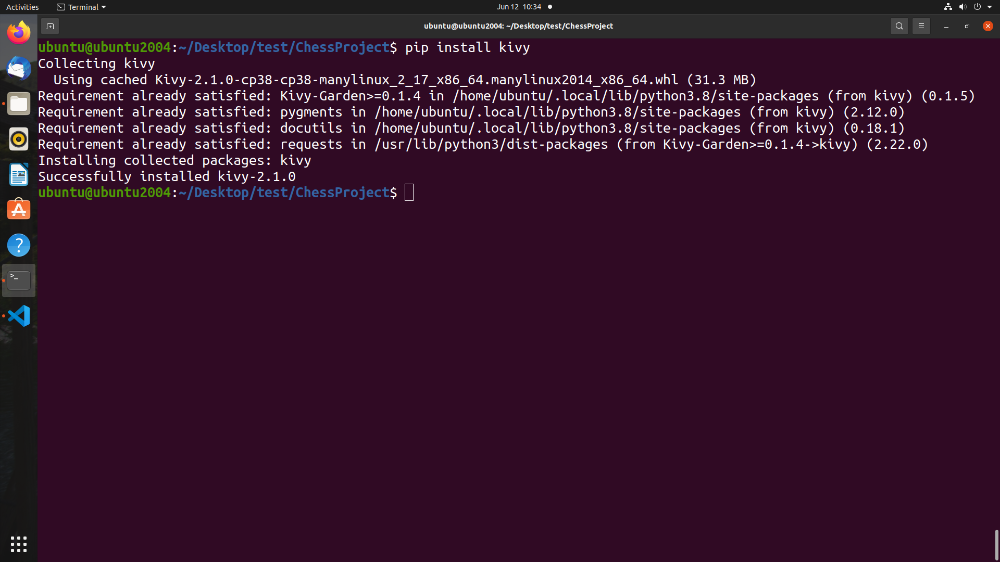 Activities
Terminal
Jun 12 10:34
ubuntu@ubuntu2004: ~/Desktop/test/ChessProject
ubuntu@ubuntu2004:~/Desktop/test/ChessProject$ pip install kivy
Collecting kivy
  Using cached Kivy-2.1.0-cp38-cp38-manylinux_2_17_x86_64.manylinux2014_x86_64.whl (31.3 MB)
Requirement already satisfied: Kivy-Garden>=0.1.4 in /home/ubuntu/.local/lib/python3.8/site-packages (from kivy) (0.1.5)
Requirement already satisfied: pygments in /home/ubuntu/.local/lib/python3.8/site-packages (from kivy) (2.12.0)
Requirement already satisfied: docutils in /home/ubuntu/.local/lib/python3.8/site-packages (from kivy) (0.18.1)
Requirement already satisfied: requests in /usr/lib/python3/dist-packages (from Kivy-Garden>=0.1.4->kivy) (2.22.0)
Installing collected packages: kivy
Successfully installed kivy-2.1.0
ubuntu@ubuntu2004:~/Desktop/test/ChessProject$